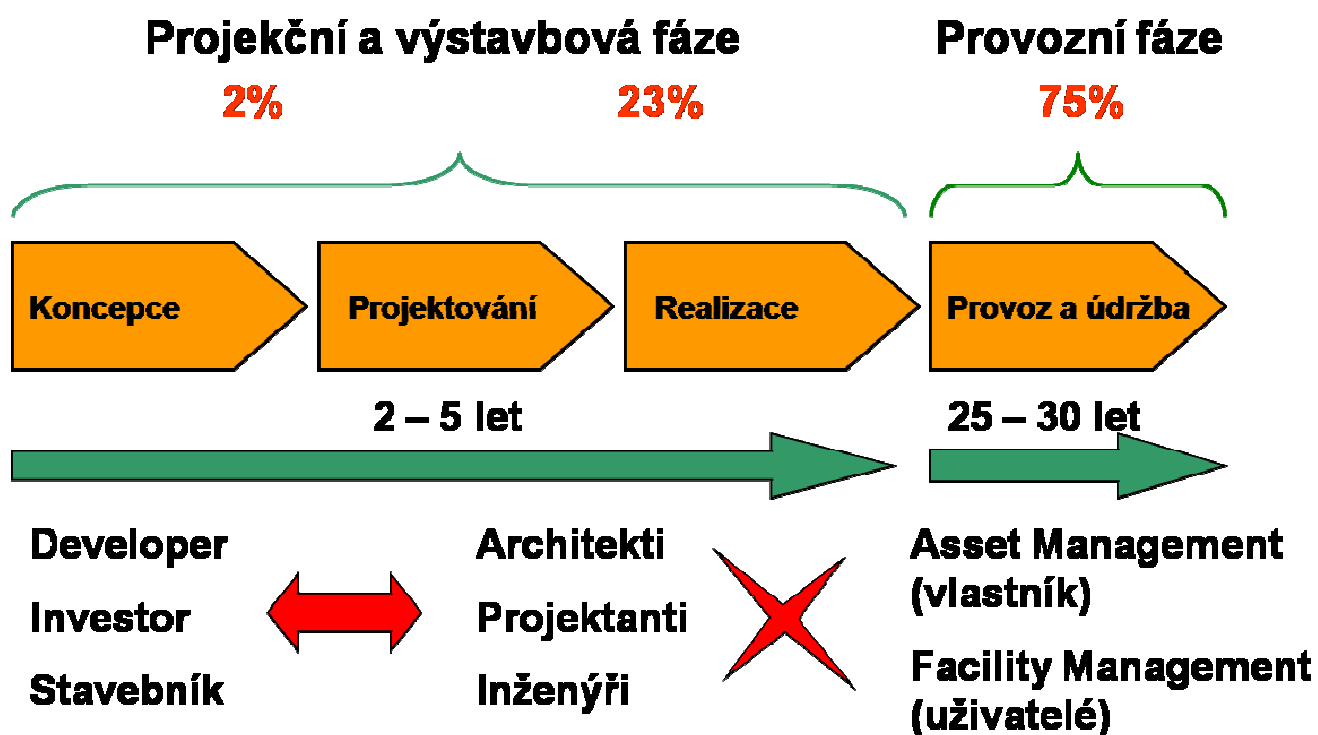 Projekční a výstavbová fáze
Provozní fáze
2%
23%
75%
Koncepce
Projektování
Realizace
Provoz a údržba
2 – 5 let
25 – 30 let
Developer
Investor
Stavebník
Architekti
Projektanti
Inženýři
Asset Management
(vlastník)
Facility Management
(uživatelé)